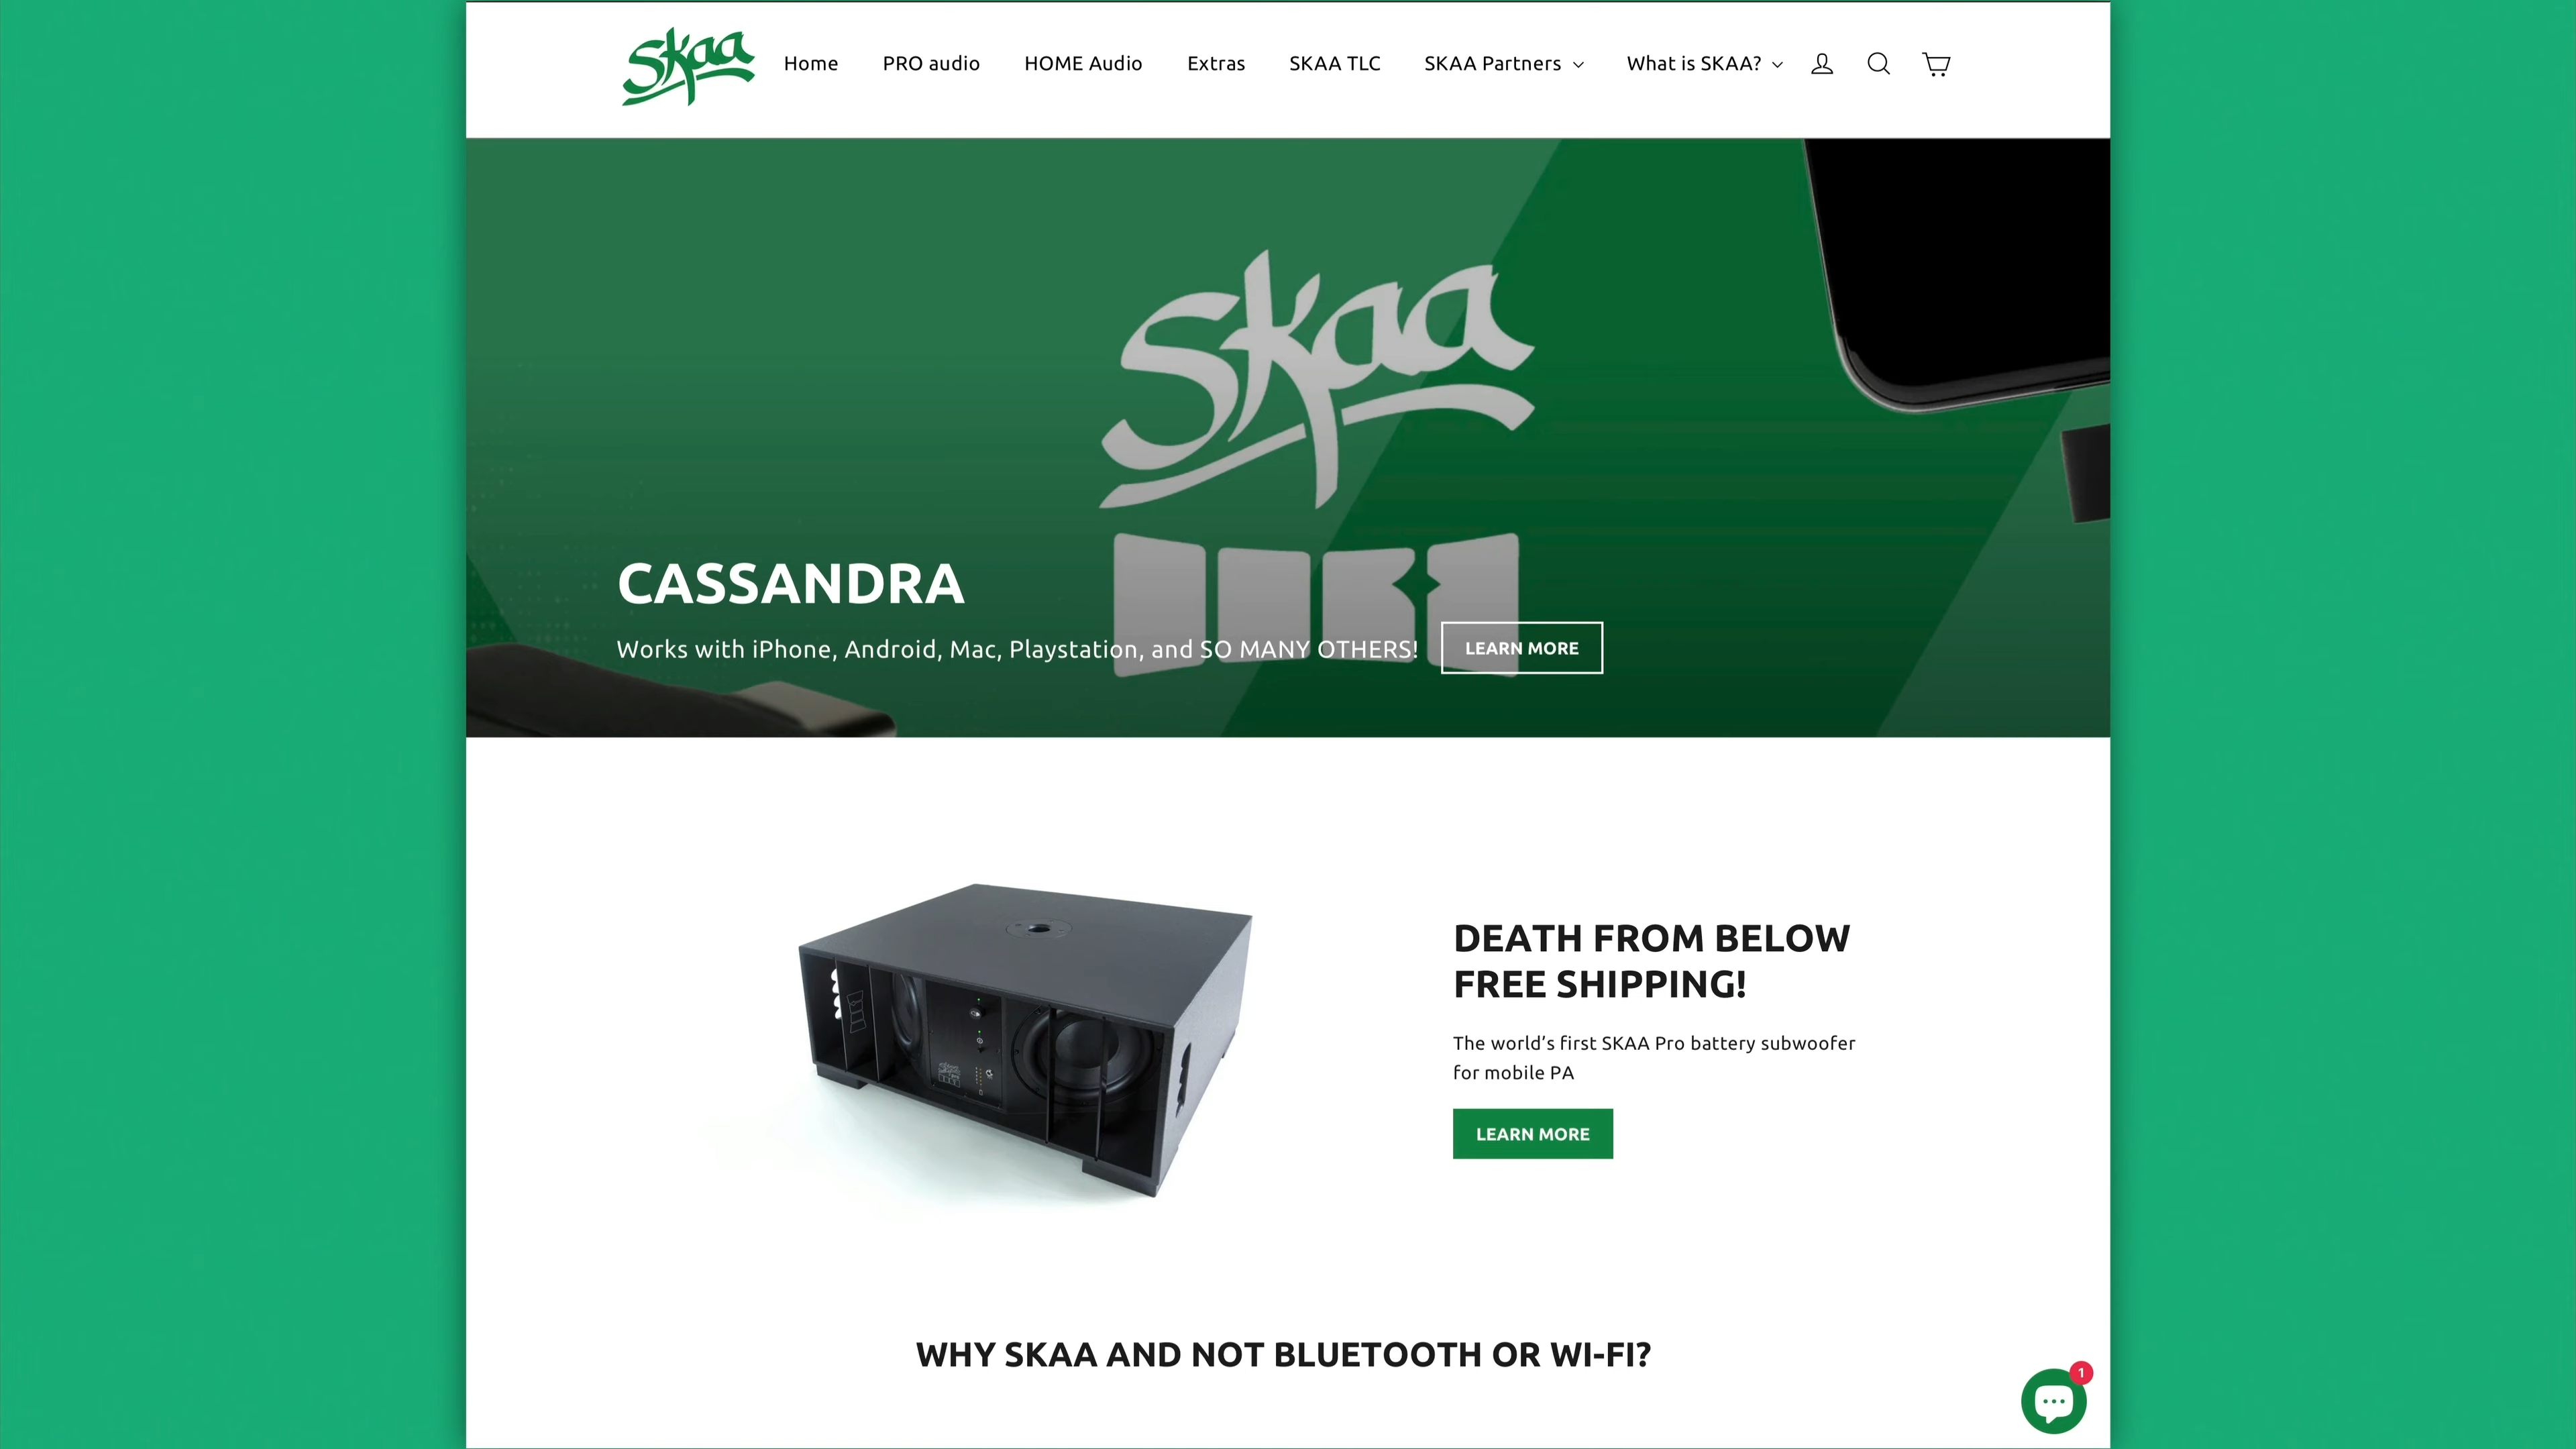 Skaa
Home PRO audio HOME Audio Extras SKAA TLC SKAA Partners What is SKAA?
Skaa
CASSANDRA
Works with iPhone, Android, Mac, Playstation, and SO MANY OTHERS! LEARN MORE
DEATH FROM BELOW
FREE SHIPPING!
The world’s first SKAA Pro battery subwoofer
for mobile PA
LEARN MORE
WHY SKAA AND NOT BLUETOOTH OR WI-FI?
1